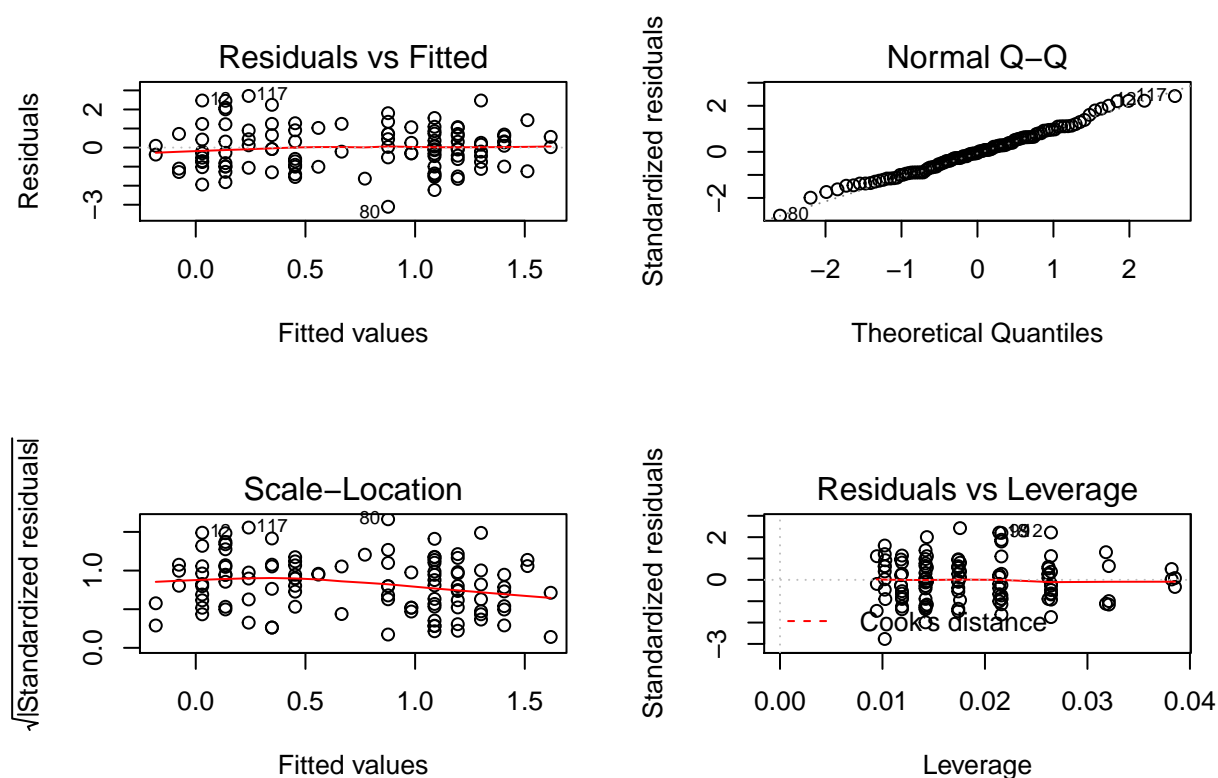 Residuals vs Fitted
Residuals
2
0
−3
117
80
0.0 0.5 1.0 1.5
Fitted values
Normal Q−Q
Standardized residuals
2
0
−2
117
80
−2 −1 0 1 2
Theoretical Quantiles
Scale−Location
√|Standardized residuals|
1.0
0.0
117
80
0.0 0.5 1.0 1.5
Fitted values
Residuals vs Leverage
Standardized residuals
2
0
−3
Cook's distance
0.00 0.01 0.02 0.03 0.04
Leverage